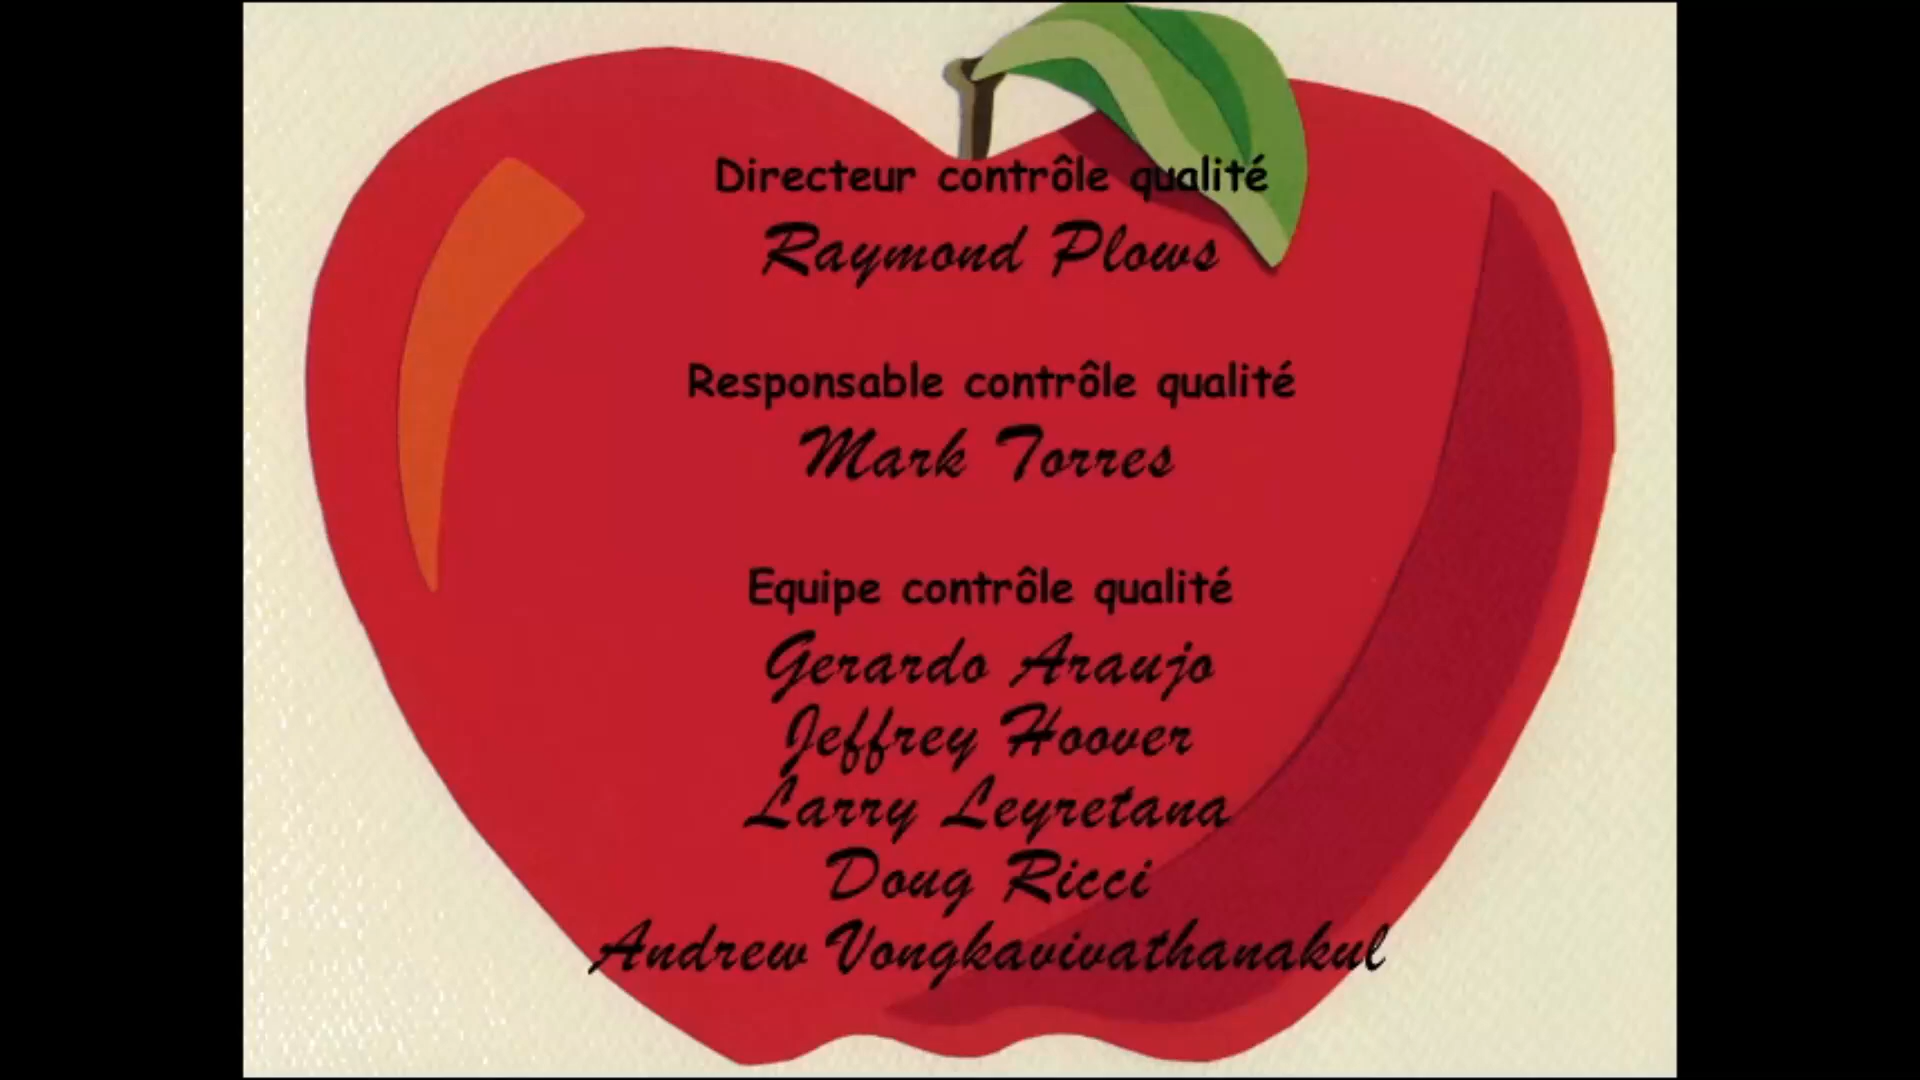 Directeur contrôle qualité
Raymond Plows
Responsable contrôle qualité
Mark Torres
Equipe contrôle qualité
Gerardo Araujo
Jeffrey Hoover
Larry Leyretana
Doug Ricci
Andrew Vongkavivathanakul